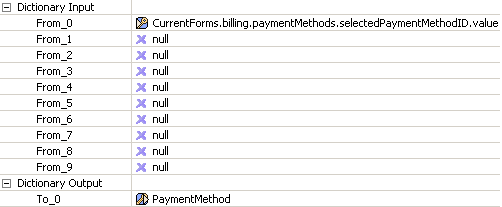 Dictionary Input
From_0 CurrentForms.billing.paymentMethods.selectedPaymentMethodID.value
From_1 null
From_2 null
From_3 null
From_4 null
From_5 null
From_6 null
From_7 null
From_8 null
From_9 null
Dictionary Output
To_0 PaymentMethod